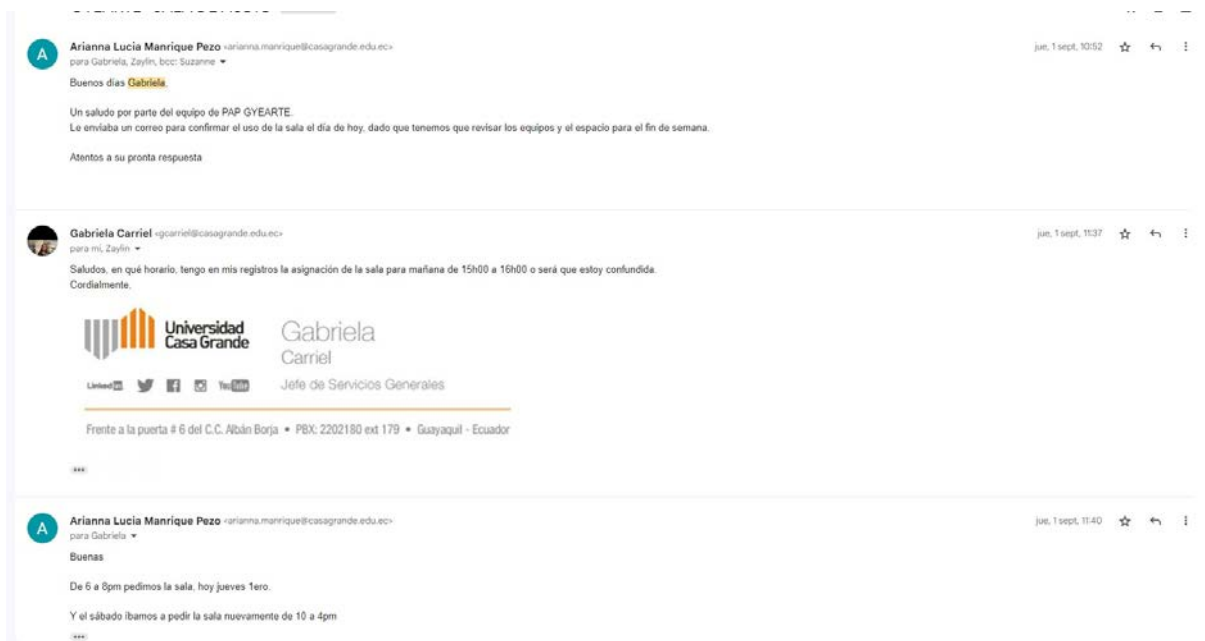 A
Arianna Lucia Manrique Pezo <arianna.manrique@casagrande.edu.ec>
jue, 1 sept, 10:52
para Gabriela, Zaylin, bcc: Suzanne
Buenos días Gabriela,
Un saludo por parte del equipo de PAP GYEARTE.
Le enviaba un correo para confirmar el uso de la sala el día de hoy, dado que tenemos que revisar los equipos y el espacio para el fin de semana.
Atentos a su pronta respuesta
Gabriela Carriel <gcarriel@casagrande.edu.ec>
jue, 1 sept, 11:37
para mí, Zaylin
Saludos, en qué horario, tengo en mis registros la asignación de la sala para mañana de 15h00 a 16h00 o será que estoy confundida.
Cordialmente,
Universidad
Casa Grande
Gabriela
Carriel
Linked in
YouTube
Jefe de Servicios Generales
Frente a la puerta # 6 del C.C. Albán Borja • PBX: 2202180 ext 179 • Guayaquil - Ecuador
A
Arianna Lucia Manrique Pezo <arianna.manrique@casagrande.edu.ec>
jue, 1 sept, 11:40
para Gabriela
Buenas
De 6 a 8pm pedimos la sala, hoy jueves 1ero.
Y el sábado íbamos a pedir la sala nuevamente de 10 a 4pm